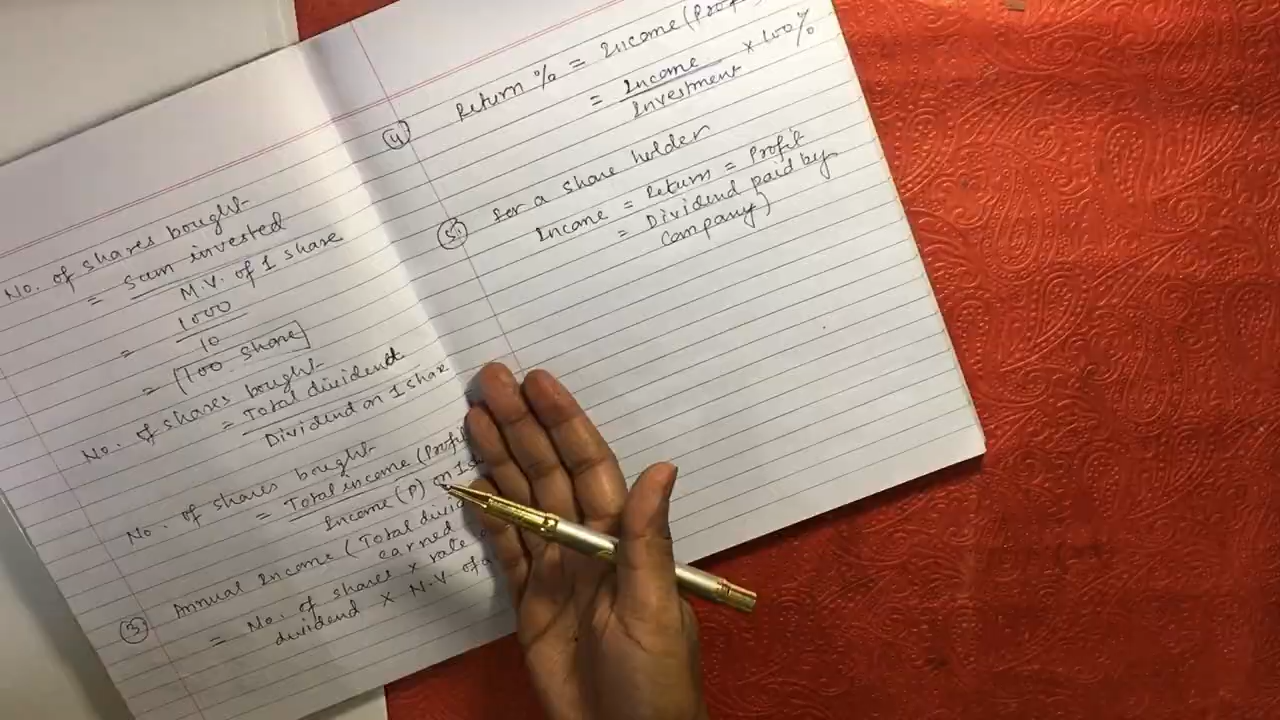 No. of shares bought
= Sum invested
M.V. of 1 share
= 1000
10
= [100 share]
No. of shares bought
= Total dividend
Dividend on 1 share
No. of shares bought
= Total income (Profit
Income (P) on 1
3 Annual Income (Total
earned
= No. of shares × rate
dividend × N.V. of
4 Return % = Income (Prof
= Income × 100%
Investment
5. For a share holder
Income = Return = Profit
= Dividend paid by
company)